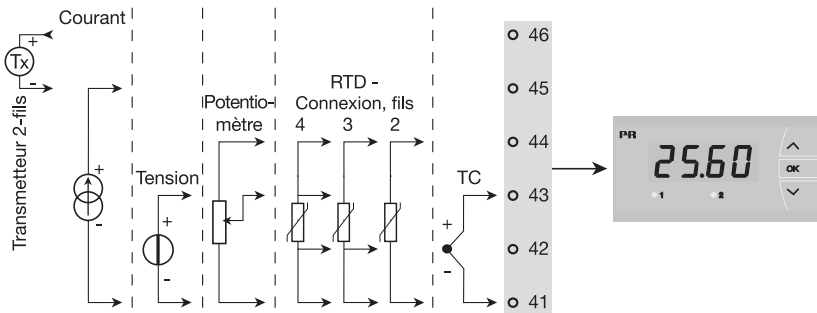 Courant
+
Tx
-
Transmetteur 2-fils
+
-
Tension
+
-
Potentio-
mètre
RTD -
Connexion, fils
4 3 2
TC
+
-
46
45
44
43
42
41
PR
25.60
1 2
OK